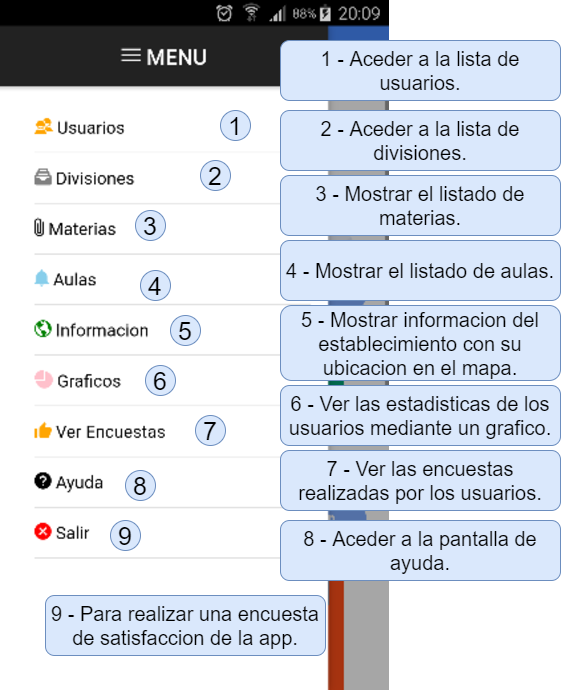 88% 20:09
MENU
Usuarios 1
Divisiones 2
Materias 3
Aulas 4
Informacion 5
Graficos 6
Ver Encuestas 7
Ayuda 8
Salir 9
1 - Aceder a la lista de
usuarios.
2 - Aceder a la lista de
divisiones.
3 - Mostrar el listado de
materias.
4 - Mostrar el listado de aulas.
5 - Mostrar informacion del
establecimiento con su
ubicacion en el mapa.
6 - Ver las estadisticas de los
usuarios mediante un grafico.
7 - Ver las encuestas
realizadas por los usuarios.
8 - Aceder a la pantalla de
ayuda.
9 - Para realizar una encuesta
de satisfaccion de la app.